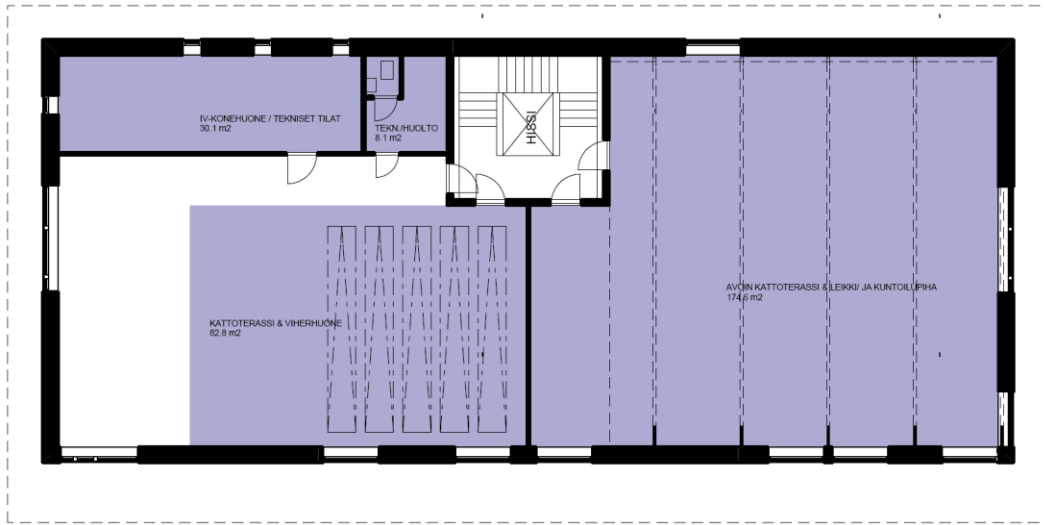 IV-KONEHUONE / TEKNISET TILAT
30.1 m2
TEKN./HUOLTO
8.1 m2
HISSI
AVOIN KATTOTERASSI & LEIKKI/ JA KUNTOILUPIHA
174.6 m2
KATTOTERASSI & VIHERHUONE
82.8 m2